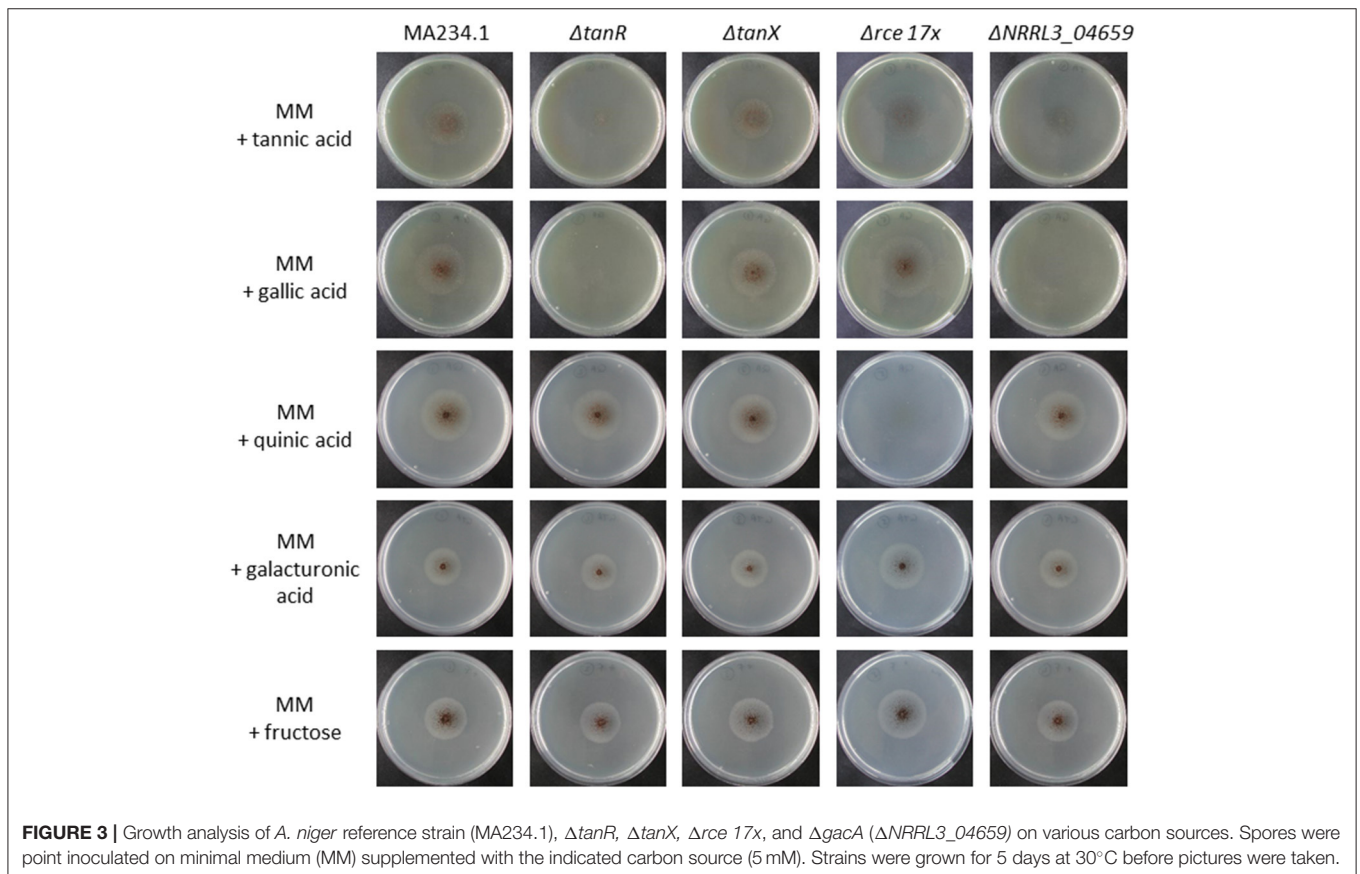 MA234.1 ΔtanR ΔtanX Δrce 17x ΔNRRL3_04659
MM
+ tannic acid
MM
+ gallic acid
MM
+ quinic acid
MM
+ galacturonic
acid
MM
+ fructose
FIGURE 3 | Growth analysis of A. niger reference strain (MA234.1), ΔtanR, ΔtanX, Δrce 17x, and ΔgacA (ΔNRRL3_04659) on various carbon sources. Spores were
point inoculated on minimal medium (MM) supplemented with the indicated carbon source (5 mM). Strains were grown for 5 days at 30°C before pictures were taken.